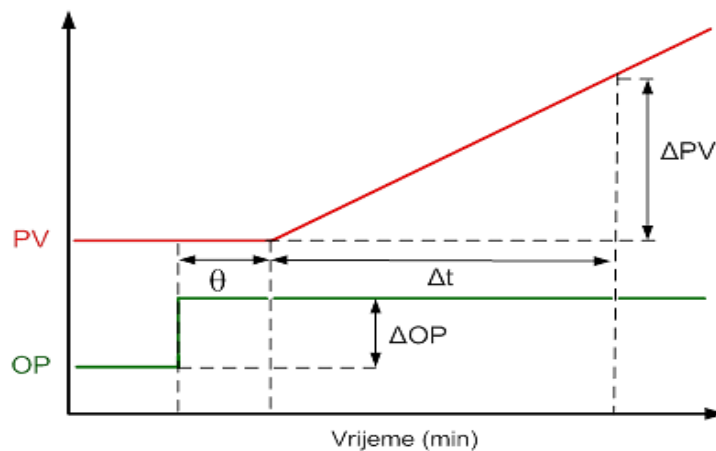 ΔPV
PV
θ
Δt
ΔOP
OP
Vrijeme (min)